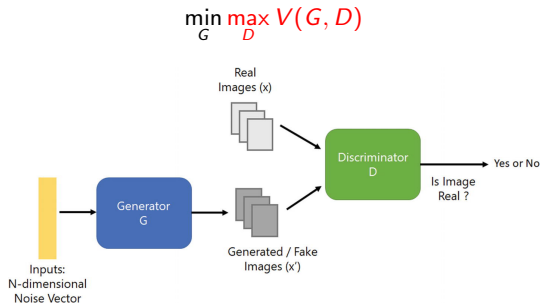 min max V(G, D)
G D
Real
Images (x)
Discriminator
D
Yes or No
Is Image
Real ?
Generator
G
Generated / Fake
Images (x')
Inputs:
N-dimensional
Noise Vector